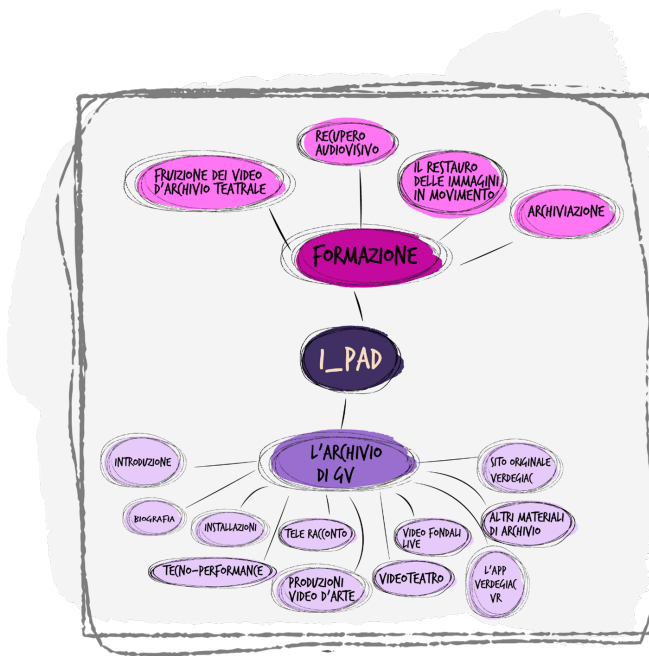 RECUPERO
AUDIOVISIVO
FRUIZIONE DEI VIDEO
D'ARCHIVIO TEATRALE
IL RESTAURO
DELLE IMMAGINI
IN MOVIMENTO
ARCHIVIAZIONE
FORMAZIONE
I_PAD
L'ARCHIVIO
DI GV
INTRODUZIONE
SITO ORIGINALE
VERDEGIAC
BIOGRAFIA
INSTALLAZIONI
TELE RACCONTO
VIDEO FONDALI
LIVE
ALTRI MATERIALI
DI ARCHIVIO
TECNO-PERFORMANCE
PRODUZIONI
VIDEO D'ARTE
VIDEOTEATRO
L'APP
VERDEGIAC
VR